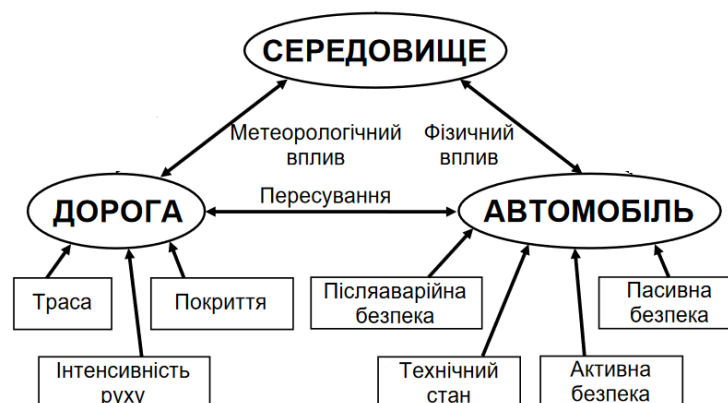 СЕРЕДОВИЩЕ
Метеорологічний
вплив
Фізичний
вплив
Пересування
ДОРОГА
АВТОМОБІЛЬ
Траса
Покриття
Післяаварійна
безпека
Пасивна
безпека
Інтенсивність
руху
Технічний
стан
Активна
безпека